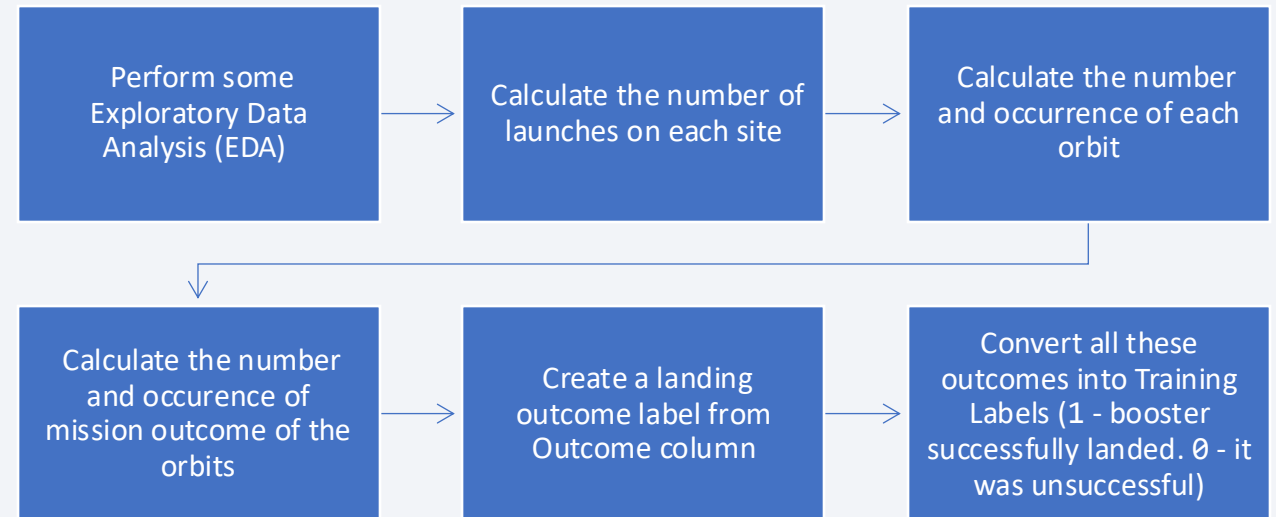 Perform some
Exploratory Data
Analysis (EDA)
Calculate the number of
launches on each site
Calculate the number
and occurrence of each
orbit
Calculate the number
and occurence of
mission outcome of the
orbits
Create a landing
outcome label from
Outcome column
Convert all these
outcomes into Training
Labels (1 - booster
successfully landed. 0 - it
was unsuccessful)